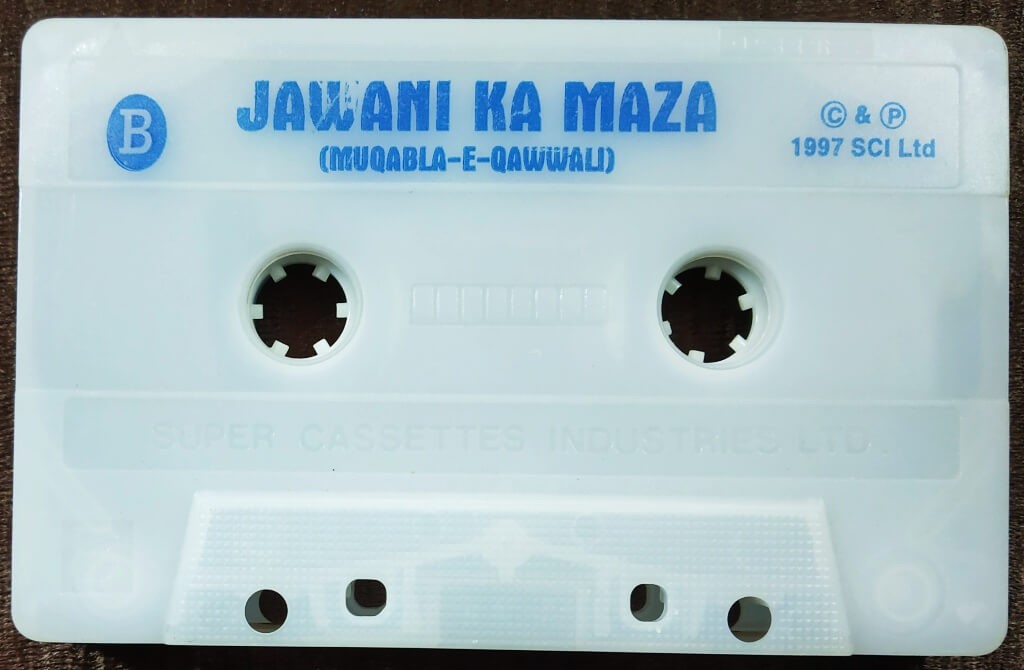 B
JAWANI KA MAZA
(MUQABLA-E-QAWWALI)
© & ℗
1997 SCI Ltd
SUPER CASSETTES INDUSTRIES LTD.